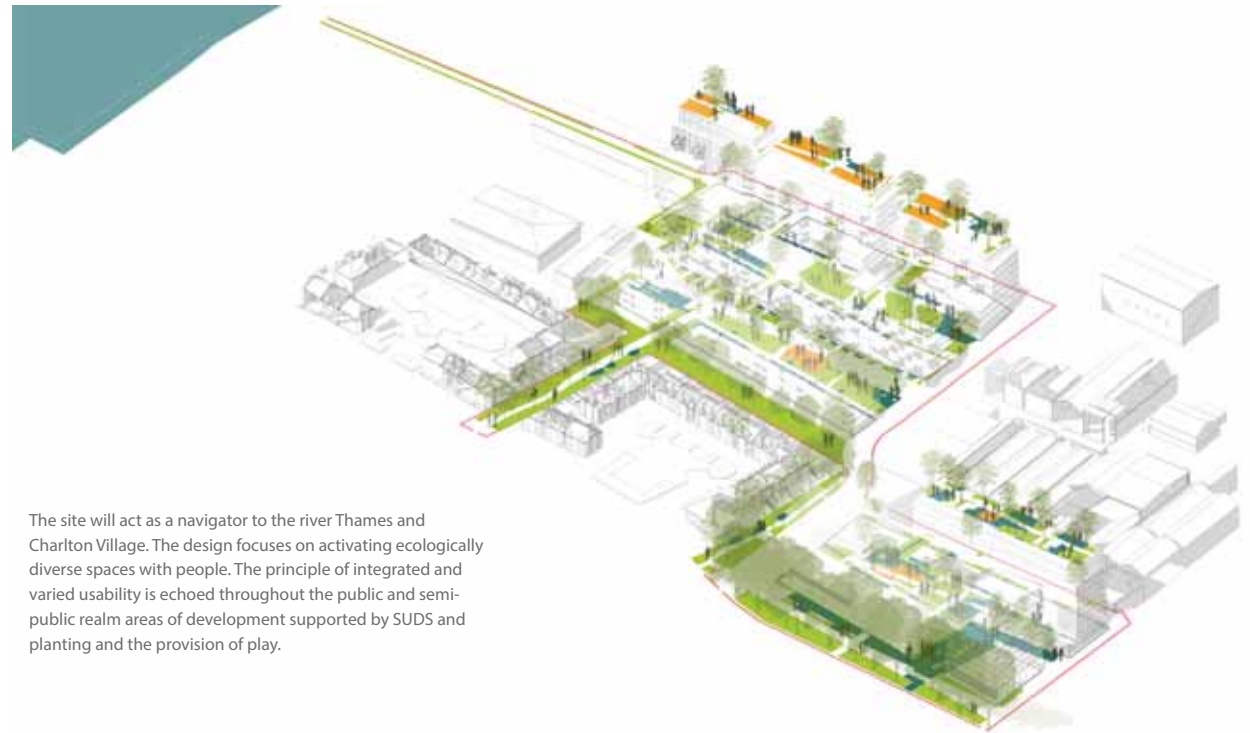 The site will act as a navigator to the river Thames and
Charlton Village. The design focuses on activating ecologically
diverse spaces with people. The principle of integrated and
varied usability is echoed throughout the public and semi-
public realm areas of development supported by SUDS and
planting and the provision of play.